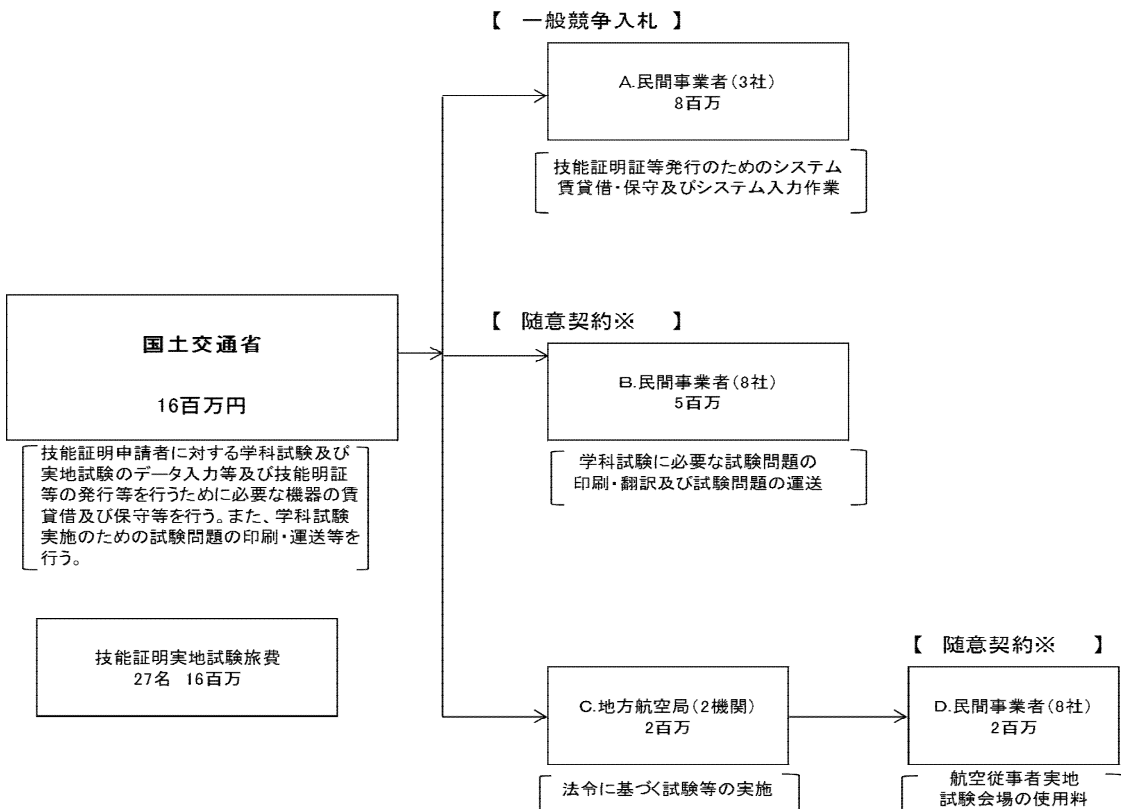 【 一般競争入札 】
A.民間事業者(3社)
8百万
技能証明証等発行のためのシステム
賃貸借・保守及びシステム入力作業
国土交通省
16百万円
技能証明申請者に対する学科試験及び
実地試験のデータ入力等及び技能明証
等の発行等を行うために必要な機器の賃
貸借及び保守等を行う。また、学科試験
実施のための試験問題の印刷・運送等を
行う。
【 随意契約※ 】
B.民間事業者(8社)
5百万
学科試験に必要な試験問題の
印刷・翻訳及び試験問題の運送
技能証明実地試験旅費
27名 16百万
C.地方航空局(2機関)
2百万
法令に基づく試験等の実施
【 随意契約※ 】
D.民間事業者(8社)
2百万
航空従事者実地
試験会場の使用料